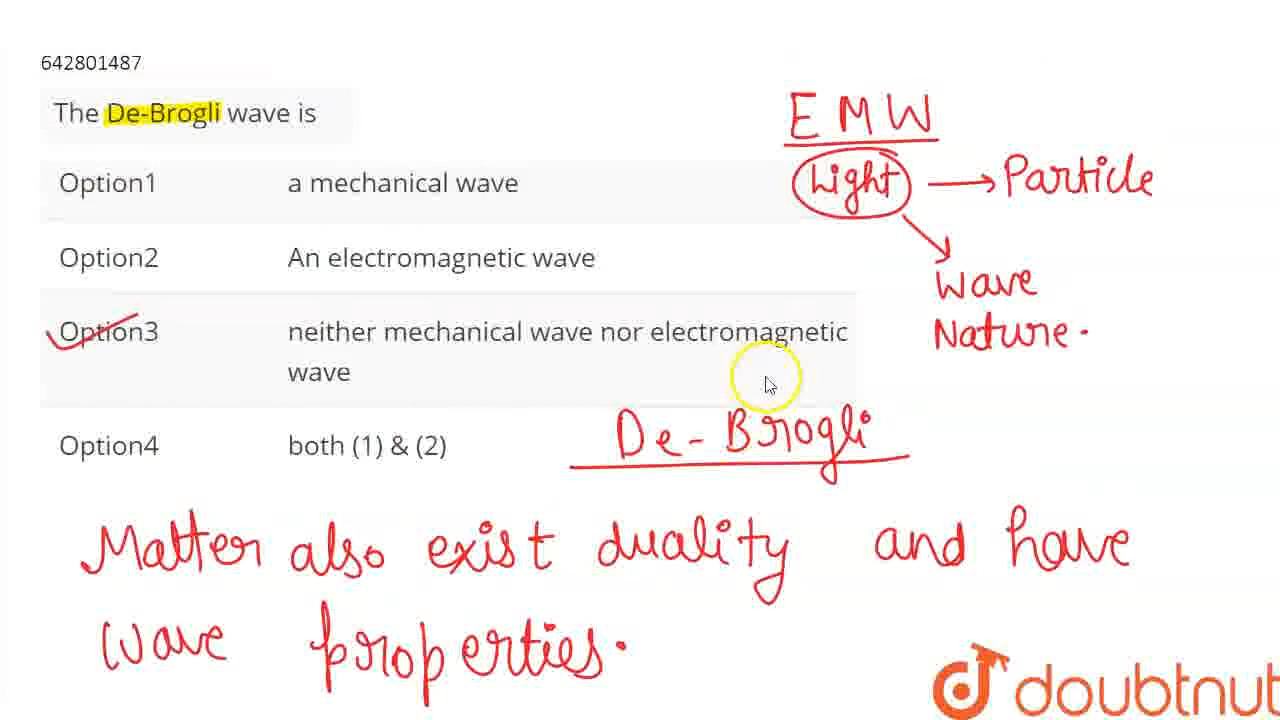 642801487
The De-Brogli wave is
Option1 a mechanical wave
Option2 An electromagnetic wave
Option3 neither mechanical wave nor electromagnetic
wave
Option4 both (1) & (2)
EMW
Light → Particle
Wave
Nature.
De-Brogli
Matter also exist duality and have
wave properties.
doubtnut